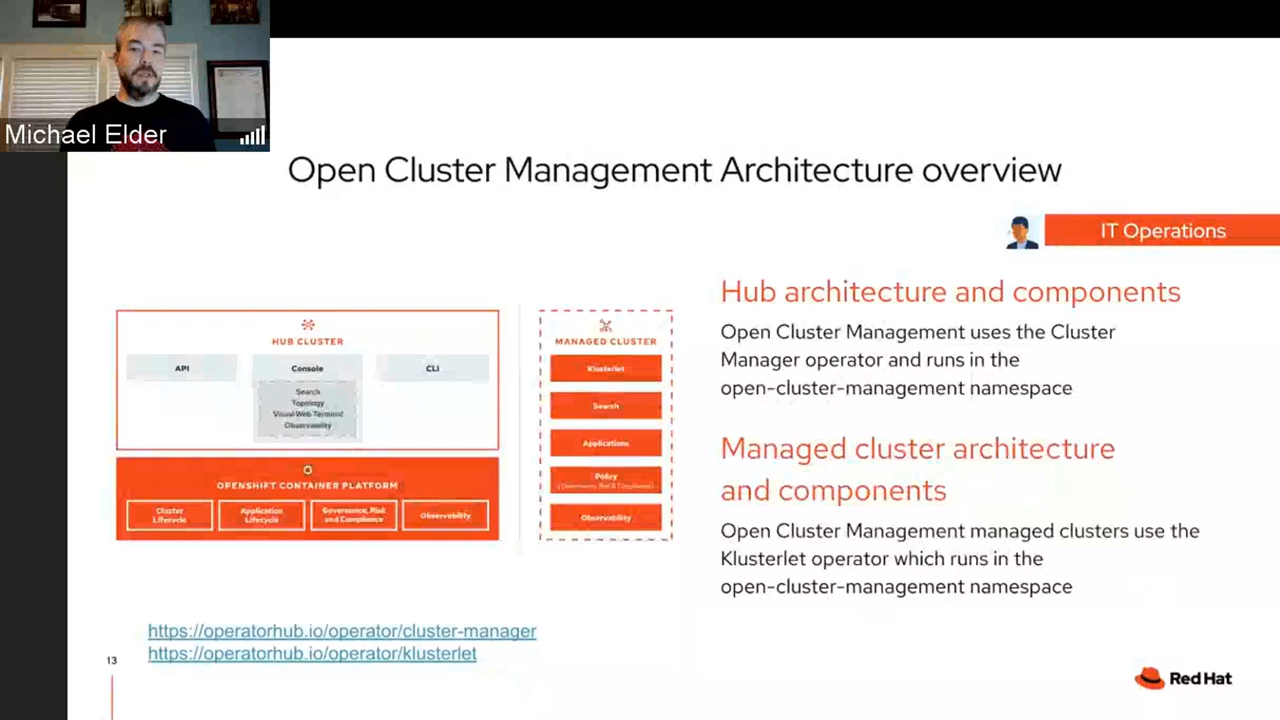 Michael Elder
Open Cluster Management Architecture overview
IT Operations
HUB CLUSTER
API
Console
CLI
Search
Topology
Visual Web Terminal
Observability
OPENSHIFT CONTAINER PLATFORM
Cluster
Lifecycle
Application
Lifecycle
Governance, Risk
and Compliance
Observability
MANAGED CLUSTER
Klusterlet
Search
Applications
Policy
(Governance, Risk & Compliance)
Observability
Hub architecture and components
Open Cluster Management uses the Cluster
Manager operator and runs in the
open-cluster-management namespace
Managed cluster architecture
and components
Open Cluster Management managed clusters use the
Klusterlet operator which runs in the
open-cluster-management namespace
https://operatorhub.io/operator/cluster-manager
https://operatorhub.io/operator/klusterlet
13
Red Hat